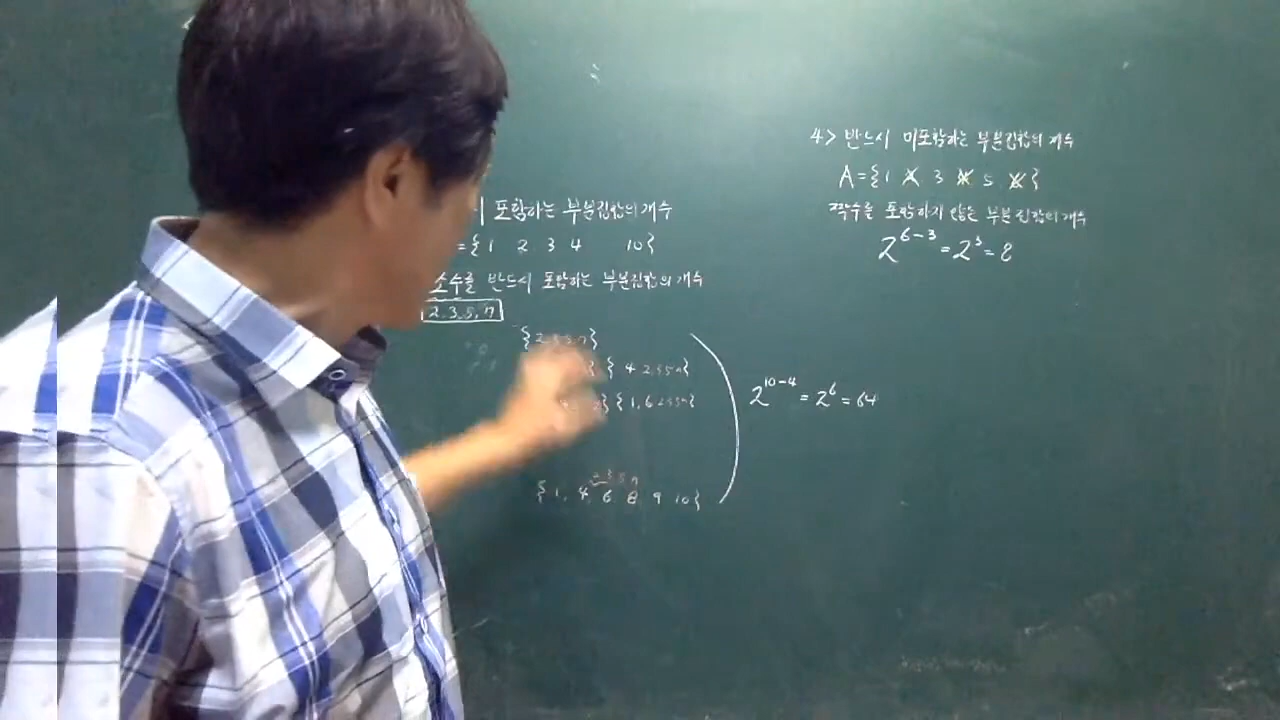 포함하는 부분집합의 개수
={1 2 3 4 10}
소수를 반드시 포함하는 부분집합의 개수
2.3.5.7
{2.3.5.7}
{4 2.3.5.7}
{1,6 2.3.5.7}
2 3 5 7
{1, 4 6 8 9 10}
2^{10-4} = 2^6 = 64
4> 반드시 미포함하는 부분집합의 개수
A={1 2 3 4 5 6}
짝수를 포함하지 않는 부분집합의 개수
2^{6-3} = 2^3 = 8